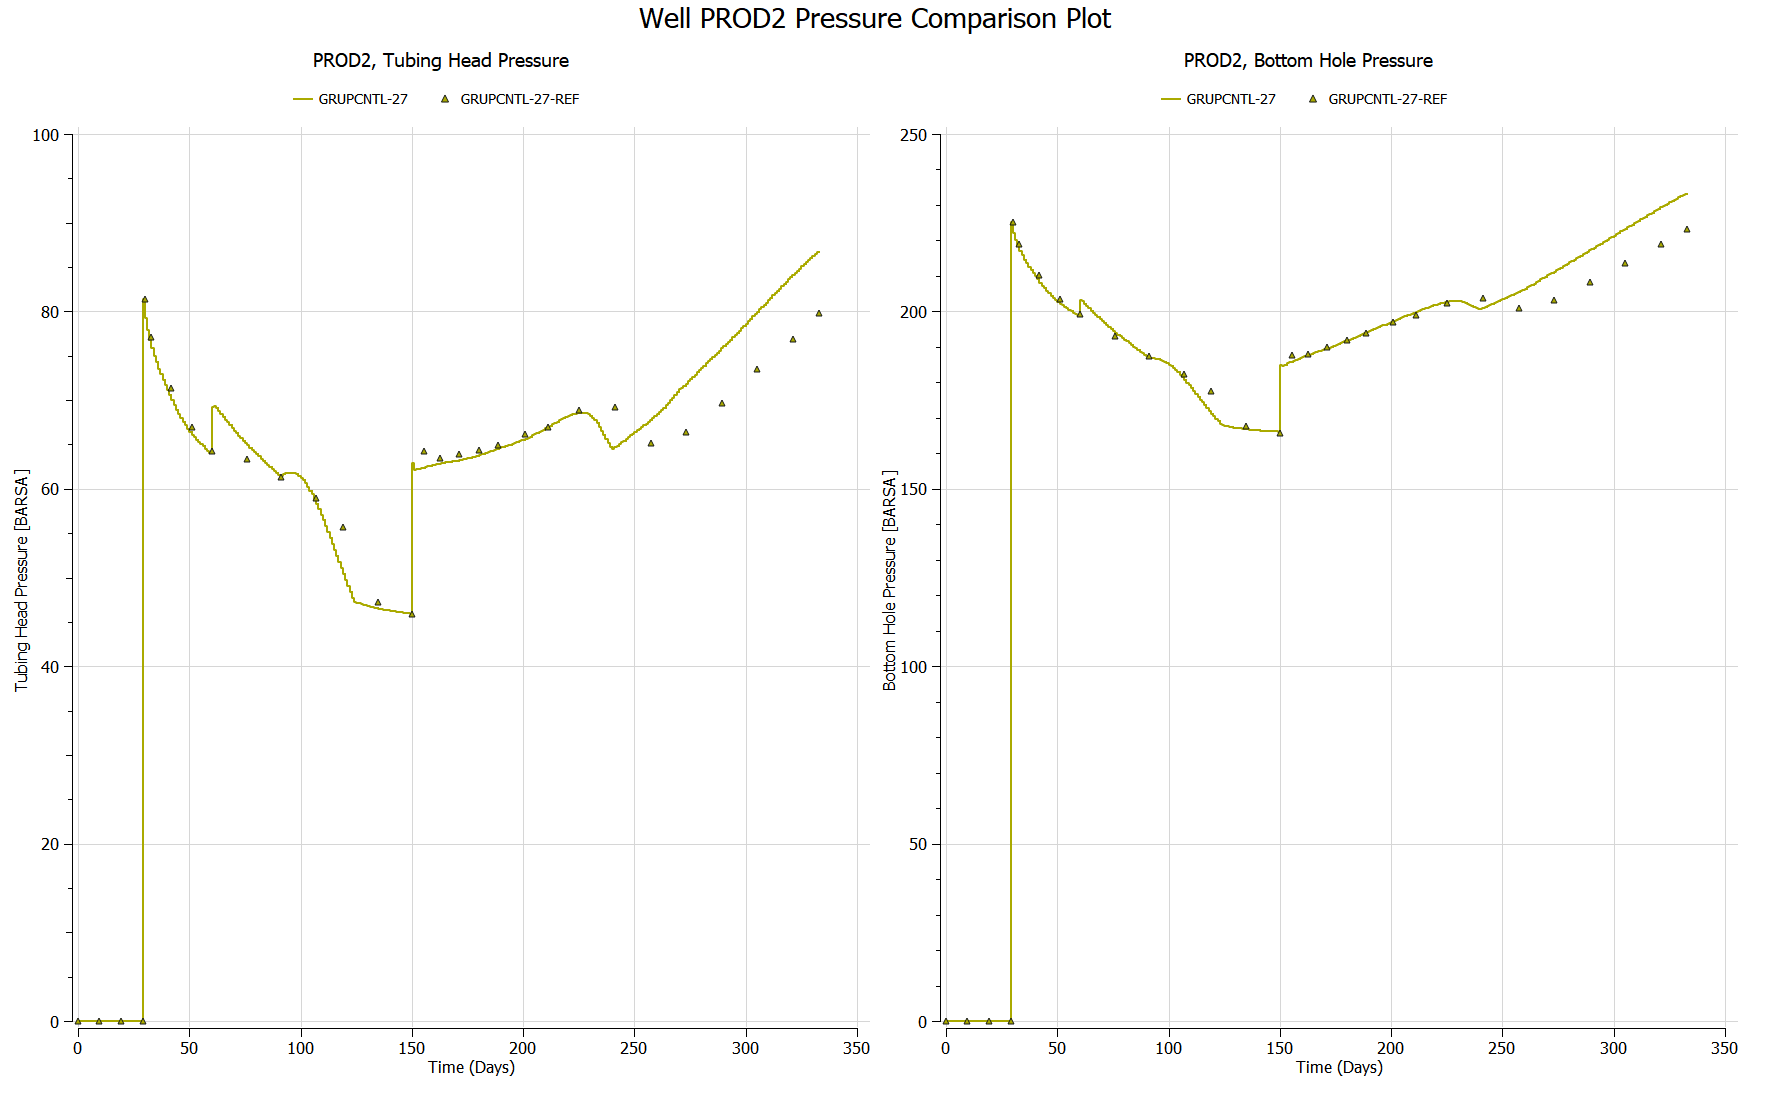 Well PROD2 Pressure Comparison Plot
PROD2, Tubing Head Pressure
GRUPCNTL-27 GRUPCNTL-27-REF
100
80
60
40
20
0
Tubing Head Pressure [BARSA]
0 50 100 150 200 250 300 350
Time (Days)
PROD2, Bottom Hole Pressure
GRUPCNTL-27 GRUPCNTL-27-REF
250
200
150
100
50
0
Bottom Hole Pressure [BARSA]
0 50 100 150 200 250 300 350
Time (Days)